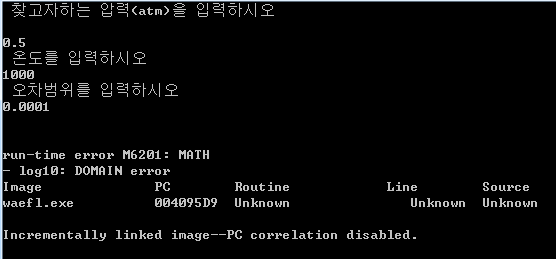 찾고자하는 압력(atm)을 입력하시오
0.5
온도를 입력하시오
1000
오차범위를 입력하시오
0.0001
run-time error M6201: MATH
- log10: DOMAIN error
Image PC Routine Line Source
waefl.exe 004095D9 Unknown Unknown Unknown
Incrementally linked image--PC correlation disabled.